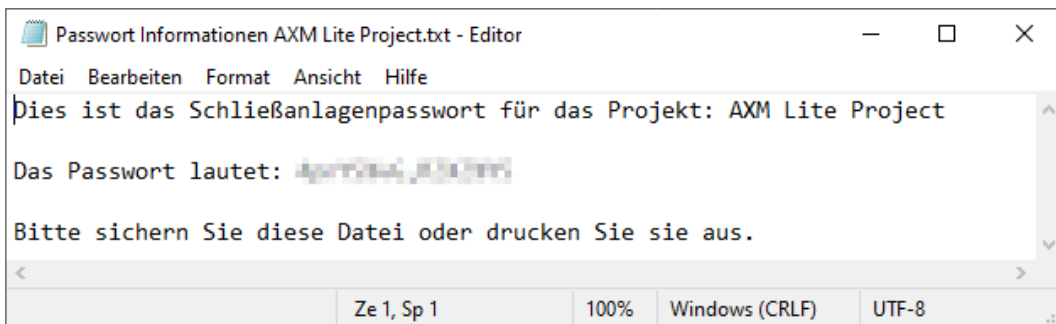 Passwort Informationen AXM Lite Project.txt - Editor
Datei Bearbeiten Format Ansicht Hilfe
Dies ist das Schließanlagenpasswort für das Projekt: AXM Lite Project
Das Passwort lautet:
Bitte sichern Sie diese Datei oder drucken Sie sie aus.
Ze 1, Sp 1 100% Windows (CRLF) UTF-8